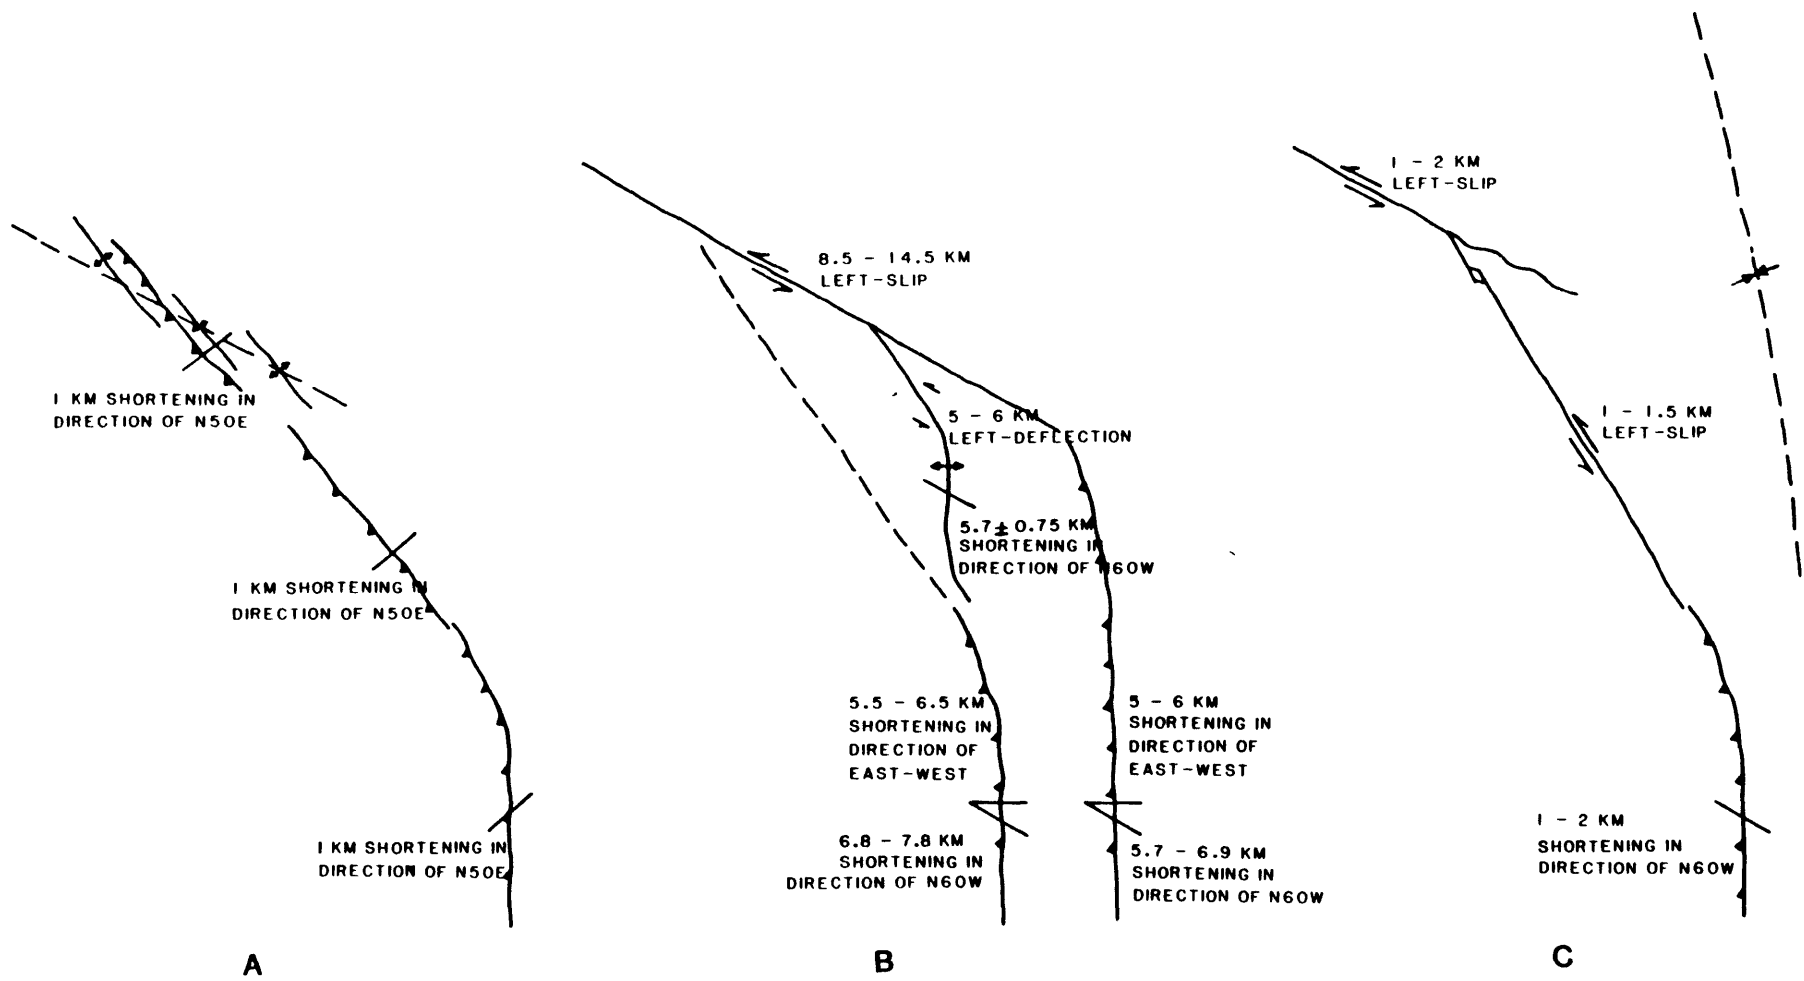 1 KM SHORTENING IN
DIRECTION OF N50E
1 KM SHORTENING IN
DIRECTION OF N50E
1 KM SHORTENING IN
DIRECTION OF N50E
A
8.5 - 14.5 KM
LEFT-SLIP
5 - 6 KM
LEFT-DEFLECTION
5.7±0.75 KM
SHORTENING IN
DIRECTION OF N60W
5.5 - 6.5 KM
SHORTENING IN
DIRECTION OF
EAST-WEST
6.8 - 7.8 KM
SHORTENING IN
DIRECTION OF N60W
5 - 6 KM
SHORTENING IN
DIRECTION OF
EAST-WEST
5.7 - 6.9 KM
SHORTENING IN
DIRECTION OF N60W
B
1 - 2 KM
LEFT-SLIP
1 - 1.5 KM
LEFT-SLIP
1 - 2 KM
SHORTENING IN
DIRECTION OF N60W
C